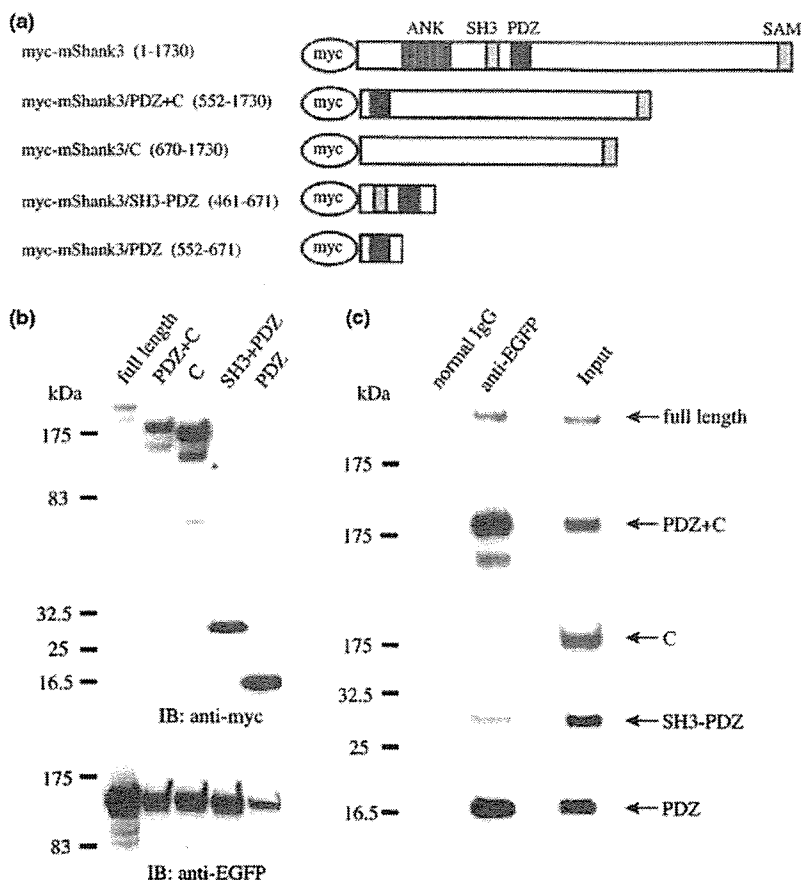 (a)
ANK SH3 PDZ SAM
myc-mShank3 (1-1730) myc
myc-mShank3/PDZ+C (552-1730) myc
myc-mShank3/C (670-1730) myc
myc-mShank3/SH3-PDZ (461-671) myc
myc-mShank3/PDZ (552-671) myc
(b)
full length PDZ+C C SH3+PDZ PDZ
kDa
175
83
32.5
25
16.5
IB: anti-myc
175
83
IB: anti-EGFP
(c)
normal IgG anti-EGFP Input
kDa
full length
175
PDZ+C
175
C
175
32.5
SH3-PDZ
25
16.5 PDZ